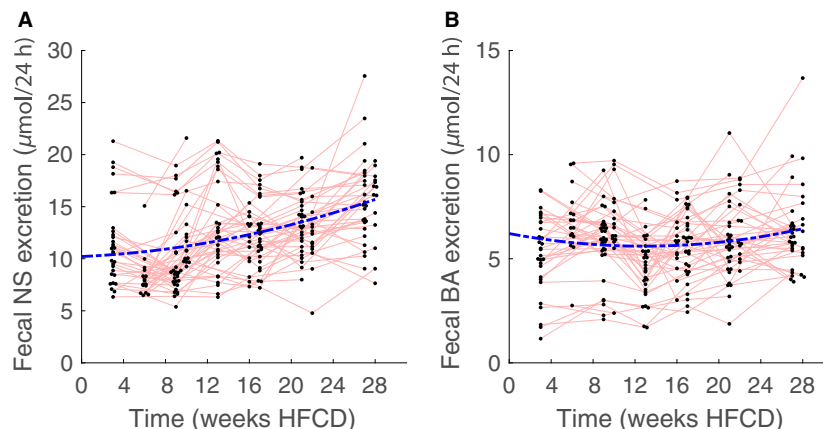 A
Fecal NS excretion (µmol/24 h)
30
25
20
15
10
5
0
0 4 8 12 16 20 24 28
Time (weeks HFCD)
B
Fecal BA excretion (µmol/24 h)
15
10
5
0
0 4 8 12 16 20 24 28
Time (weeks HFCD)